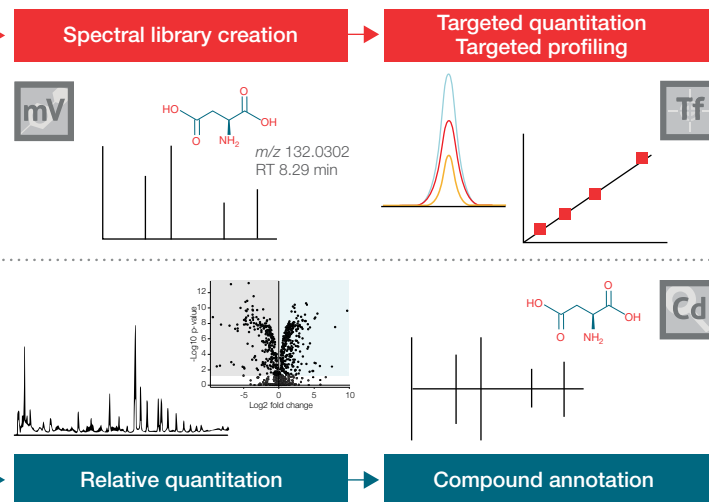 Spectral library creation
Targeted quantitation
Targeted profiling
mV
HO
O
O
OH
NH2
m/z 132.0302
RT 8.29 min
Tf
-Log10 p-value
12
10
8
6
4
2
0
-5
0
5
10
Log2 fold change
HO
O
O
OH
NH2
Cd
Relative quantitation
Compound annotation